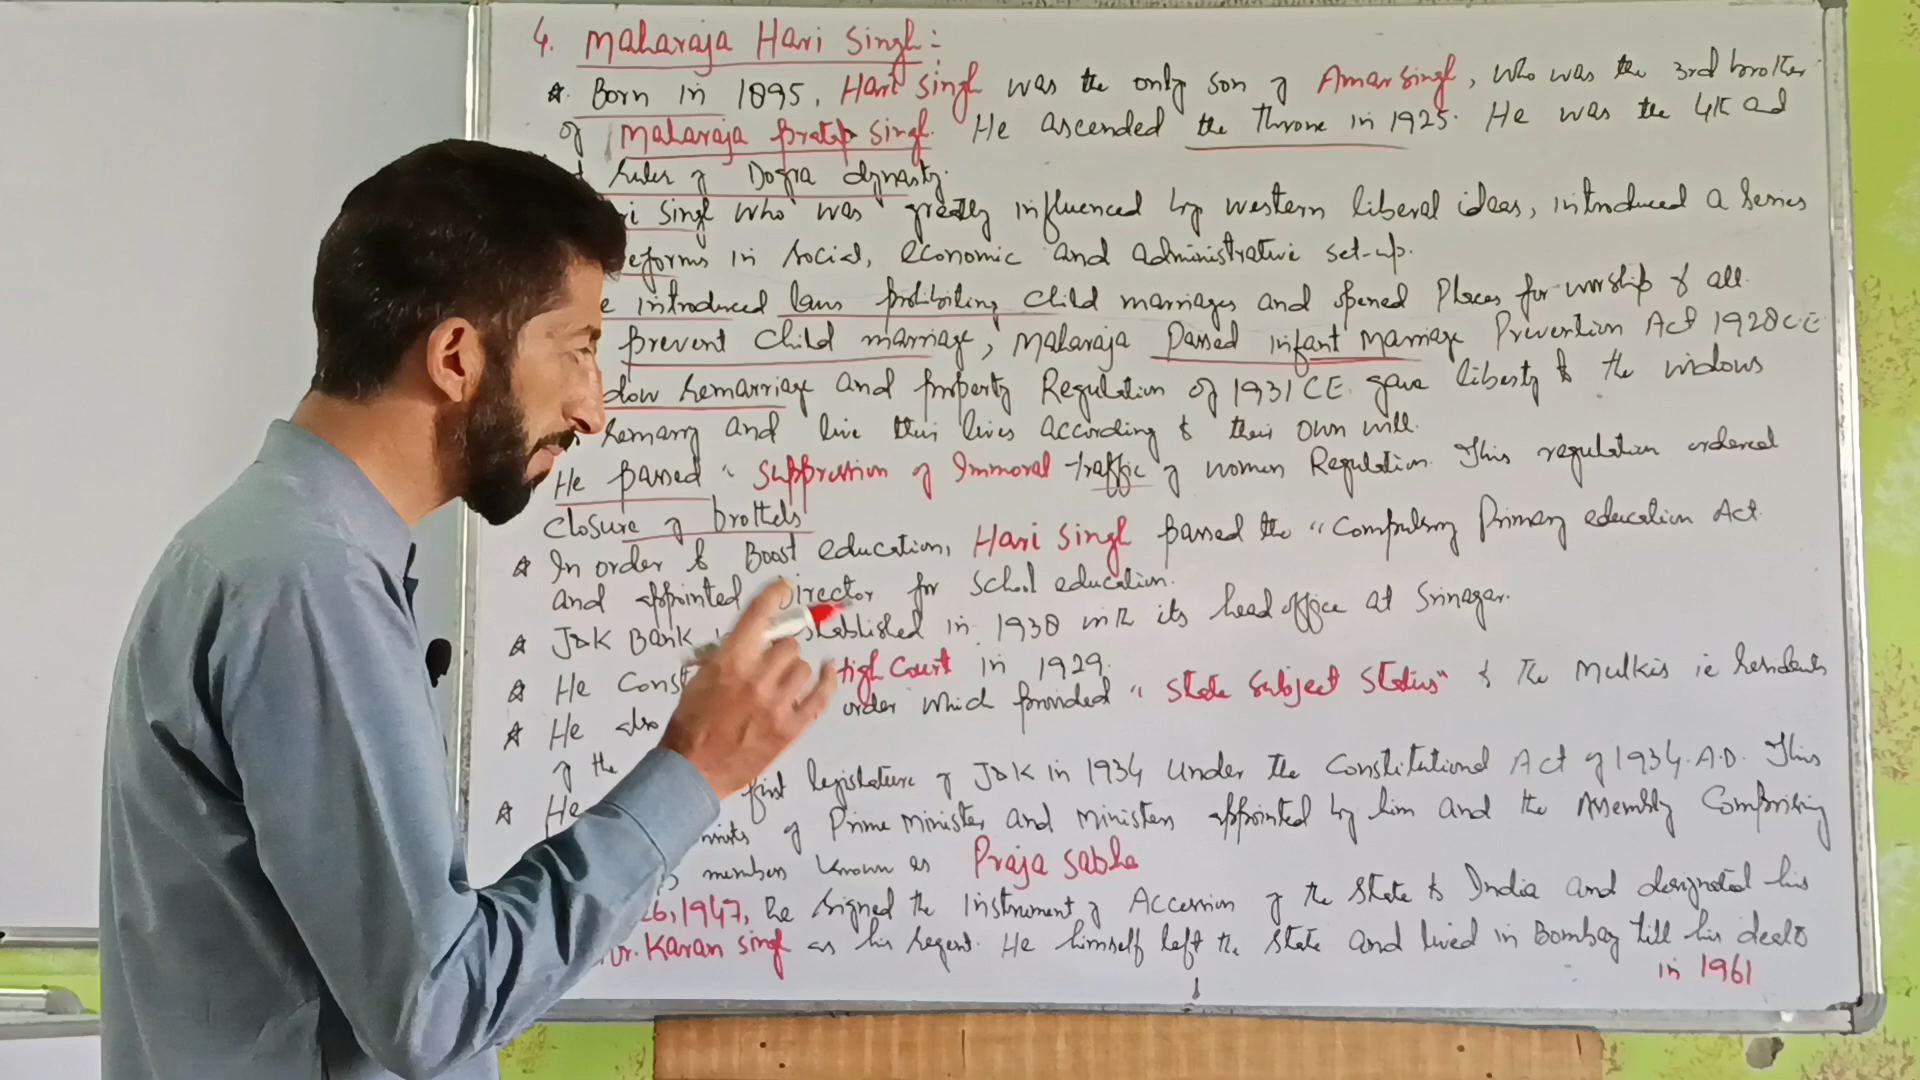 4. Maharaja Hari Singh:
☆. Born in 1895, Hari Singh was the only son of Amarsingh, who was the 3rd brother
of Maharaja Pratap Singh. He ascended the Throne in 1925. He was the 4th ad
ruler of Dogra dynasty.
Singh who was greatly influenced by western liberal ideas, introduced a series
reforms in social, economic and administrative set-up.
introduced laws prohibiting child marriages and opened Places for worship of all.
prevent child marriage, Maharaja Passed infant marriage Prevention Act 1928 C.E
remarriage and property Regulation of 1931 CE. gave liberty to the widows
remarry and live their lives according to their own will.
He passed "Suppression of Immoral traffic of women Regulation. This regulation ordered
closure of brothels
☆ In order to Boost education, Hari Singh passed the "Compulsory Primary education Act.
and appointed Director for School education.
☆ J&K Bank established in 1938 with its head office at Srinagar.
☆ He High Court in 1929.
☆ He also order which provided "State Subject Status" to the Mulkis ie residents
of the
☆ He first legislature of J&K in 1934 under the Constitutional Act of 1934. A.D. This
of Prime minister and ministers appointed by him and the Assembly Comprising
members known as Praja Sabha
26, 1947, he signed the Instrument of Accession of the State to India and designated his
Dr. Karan Singh as his regent. He himself left the state and lived in Bombay till his death
in 1961